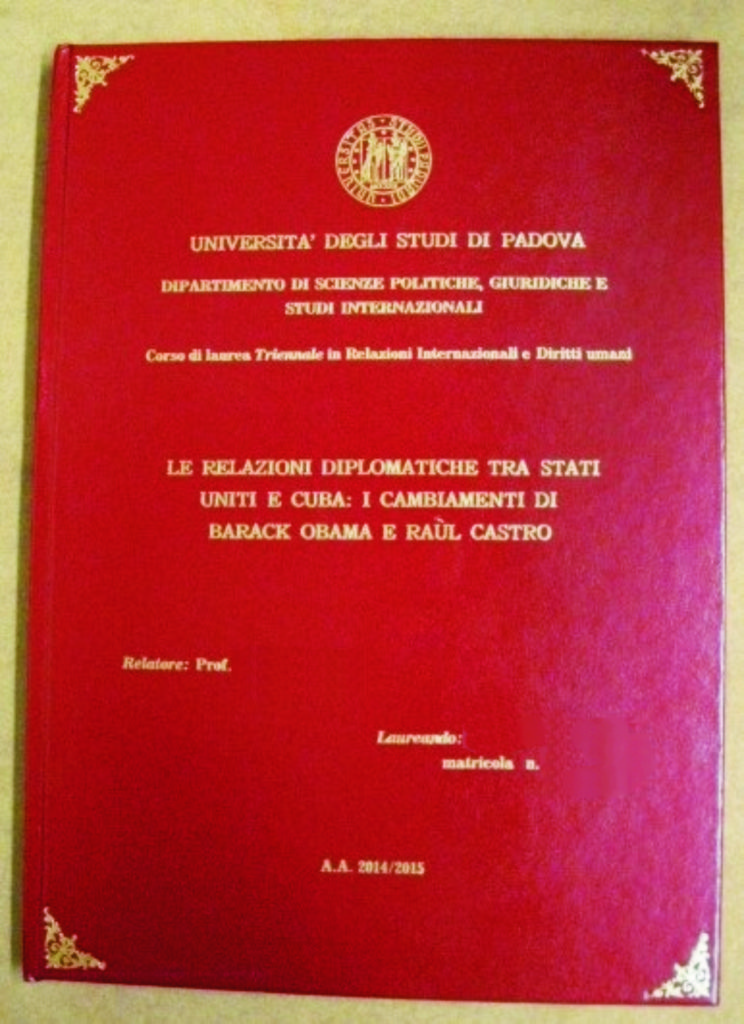 UNIVERSITA' DEGLI STUDI DI PADOVA
DIPARTIMENTO DI SCIENZE POLITICHE, GIURIDICHE E
STUDI INTERNAZIONALI
Corso di laurea Triennale in Relazioni Internazionali e Diritti umani
LE RELAZIONI DIPLOMATICHE TRA STATI
UNITI E CUBA: I CAMBIAMENTI DI
BARACK OBAMA E RAÙL CASTRO
Relatore: Prof.
Laureando:
matricola n.
A.A. 2014/2015